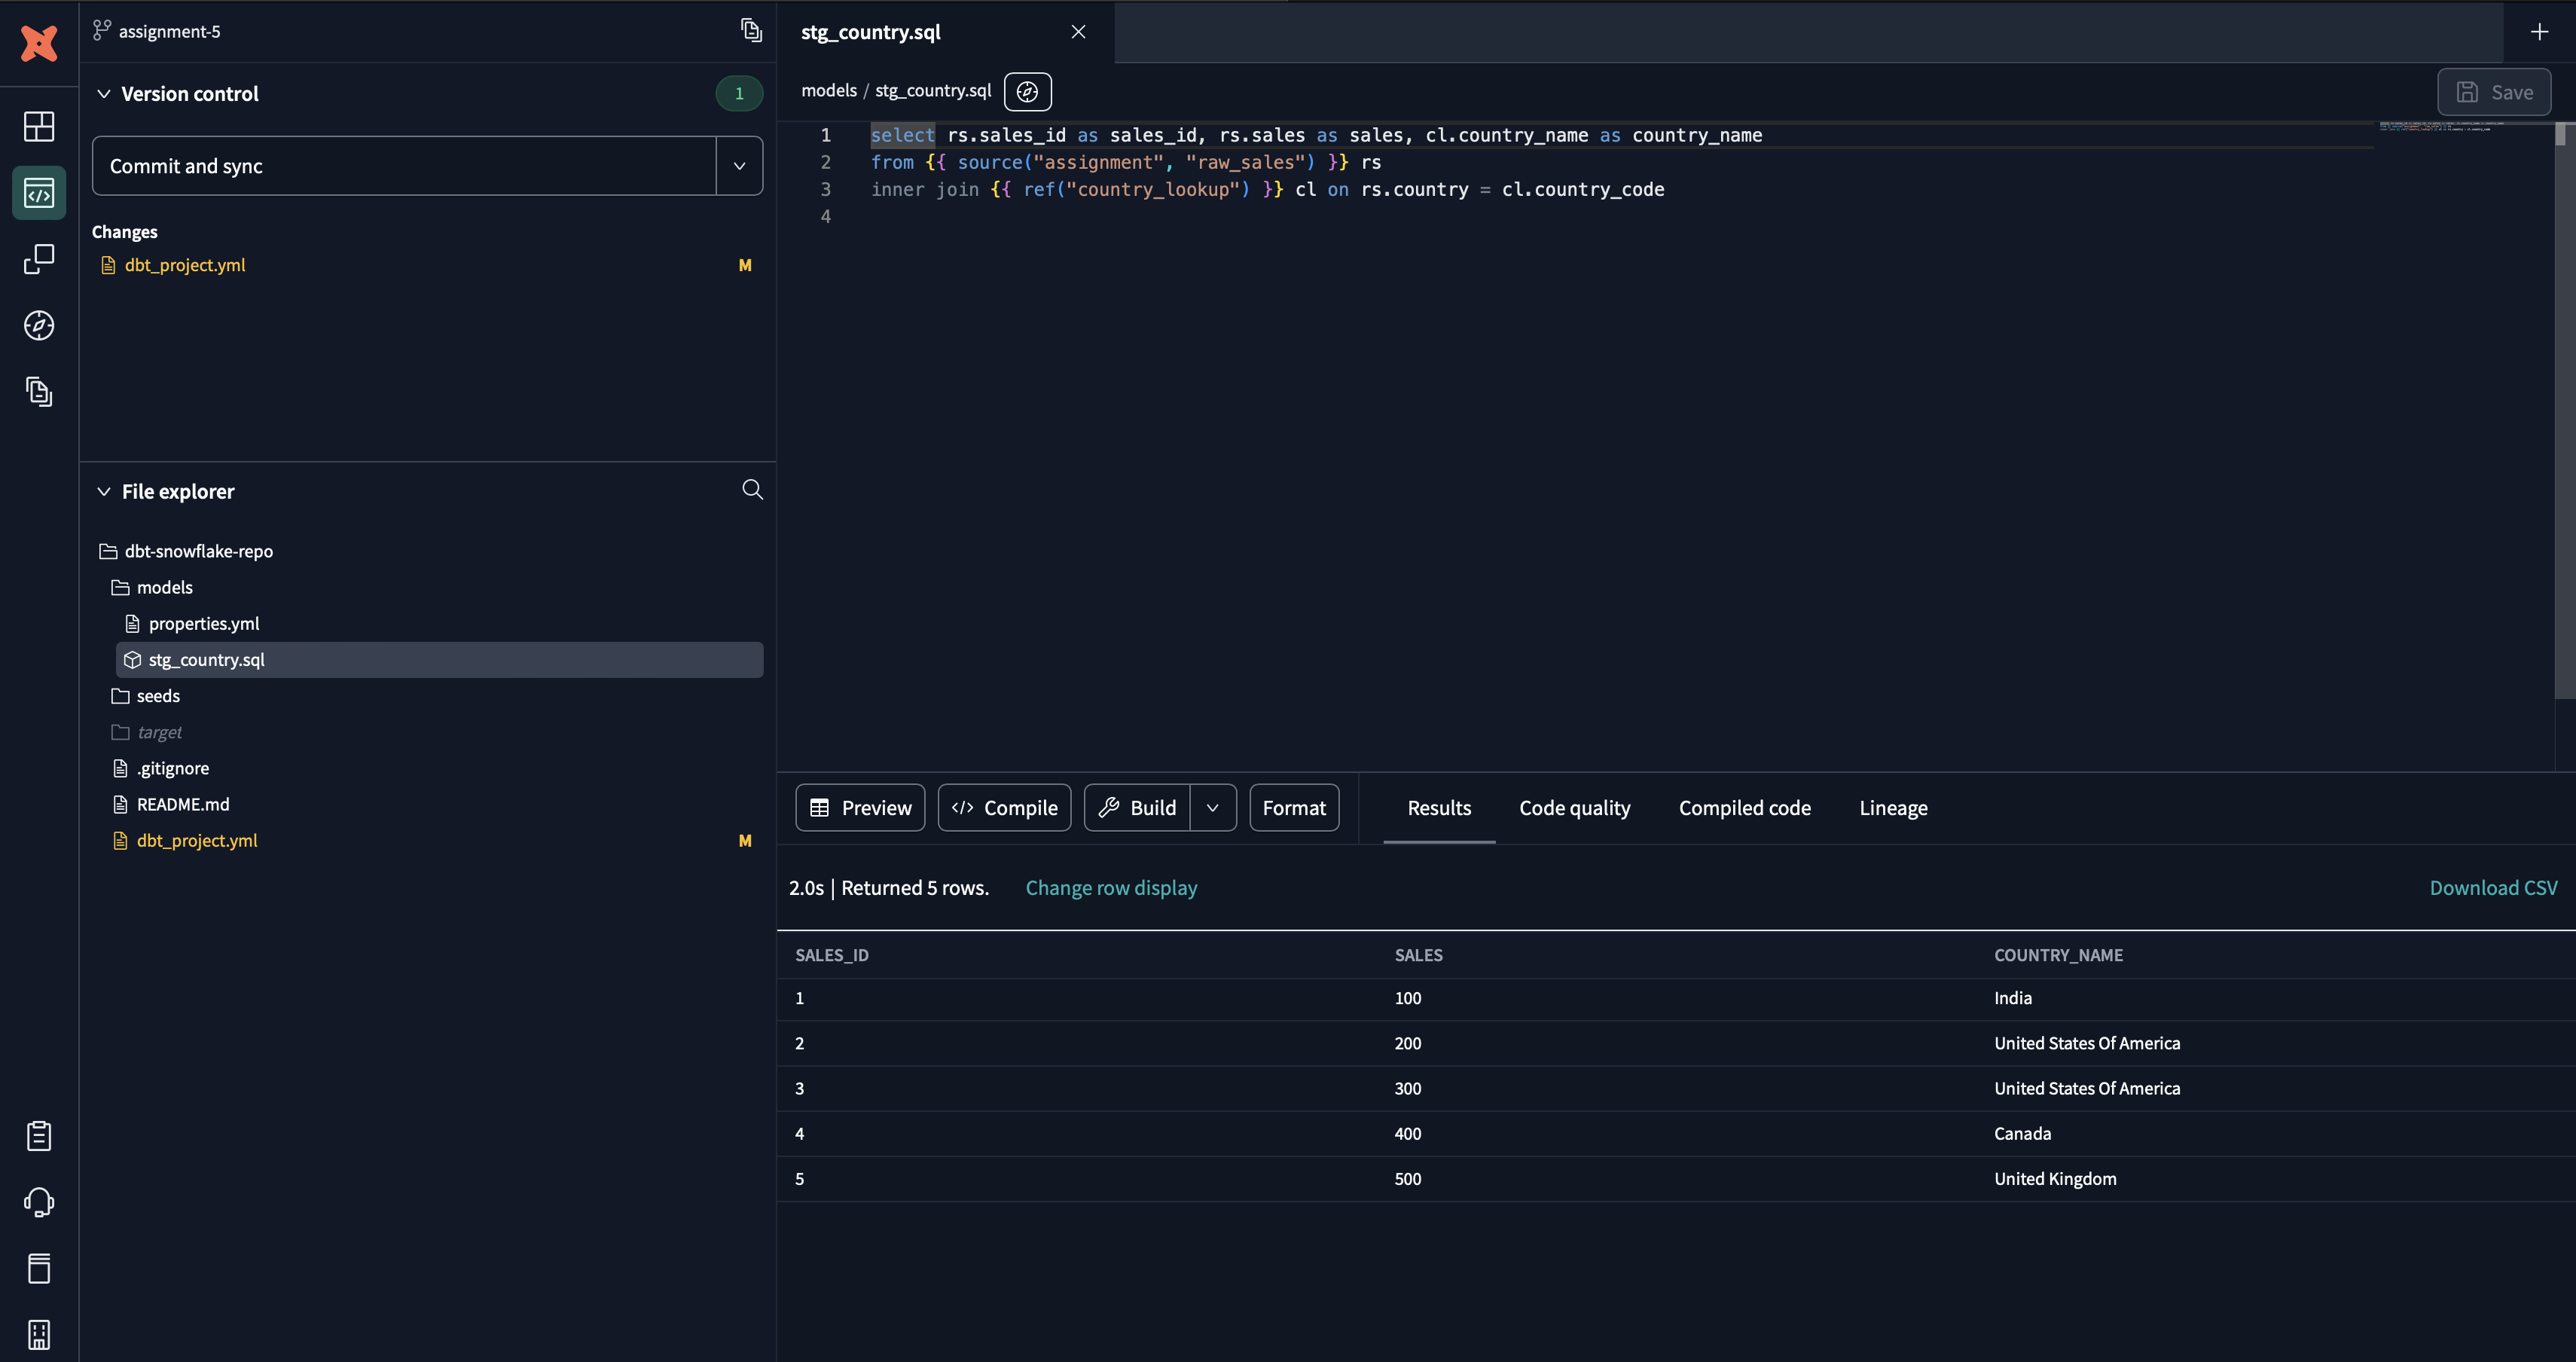 assignment-5
Version control
1
Commit and sync
Changes
dbt_project.yml M
File explorer
dbt-snowflake-repo
models
properties.yml
stg_country.sql
seeds
target
.gitignore
README.md
dbt_project.yml M
stg_country.sql
models / stg_country.sql
Save
1 select rs.sales_id as sales_id, rs.sales as sales, cl.country_name as country_name
2 from {{ source("assignment", "raw_sales") }} rs
3 inner join {{ ref("country_lookup") }} cl on rs.country = cl.country_code
4
Preview </> Compile Build Format Results Code quality Compiled code Lineage
2.0s | Returned 5 rows. Change row display Download CSV
SALES_ID SALES COUNTRY_NAME
1 100 India
2 200 United States Of America
3 300 United States Of America
4 400 Canada
5 500 United Kingdom